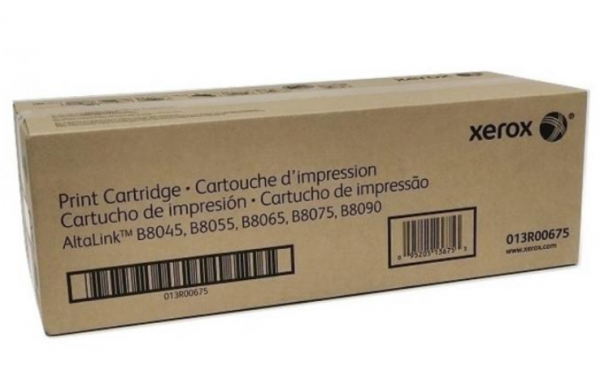 xerox
Print Cartridge · Cartouche d'impression
Cartucho de impresión · Cartucho de impressão
AltaLink™ B8045, B8055, B8065, B8075, B8090
013R00675
013R00675
www.xerox.com